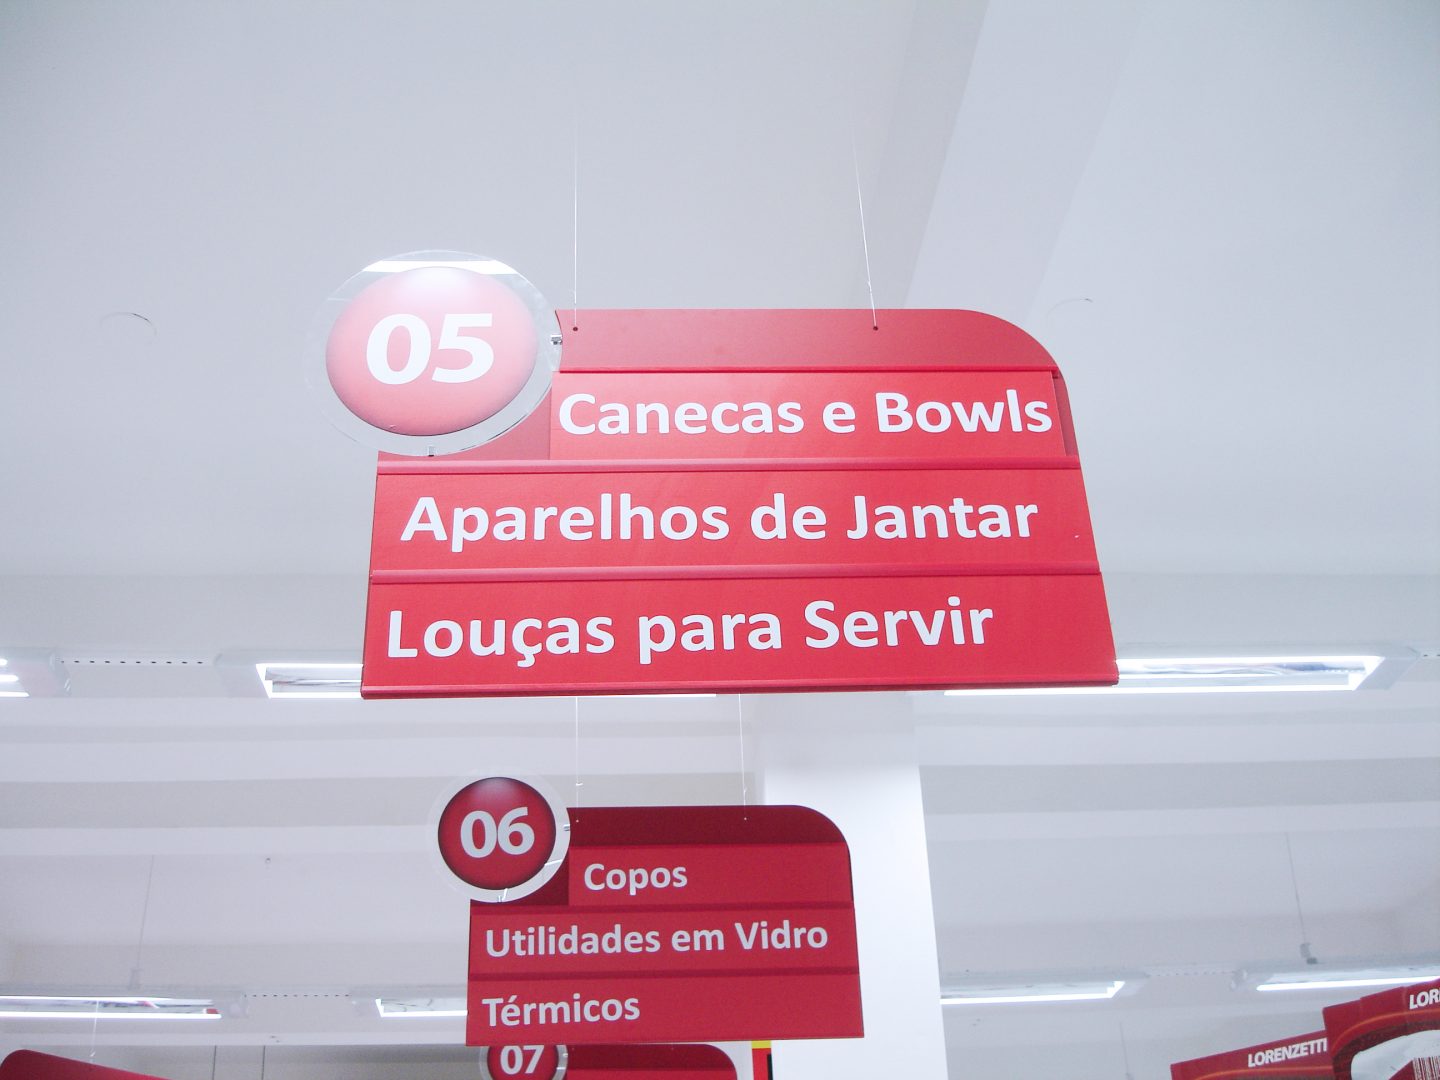 05
Canecas e Bowls
Aparelhos de Jantar
Louças para Servir
06
Copos
Utilidades em Vidro
Térmicos
07
LORENZETTI